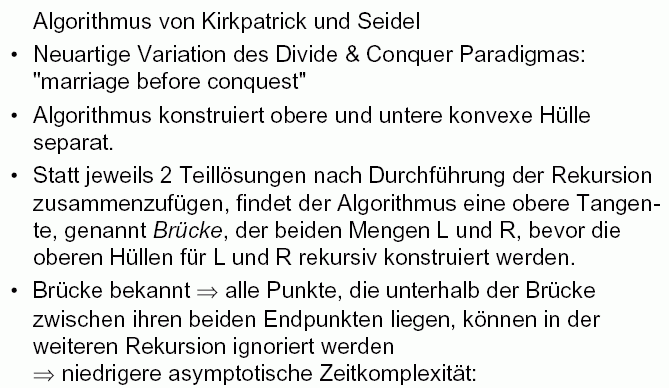 Algorithmus von Kirkpatrick und Seidel
• Neuartige Variation des Divide & Conquer Paradigmas:
"marriage before conquest"
• Algorithmus konstruiert obere und untere konvexe Hülle
separat.
• Statt jeweils 2 Teillösungen nach Durchführung der Rekursion
zusammenzufügen, findet der Algorithmus eine obere Tangen-
te, genannt Brücke, der beiden Mengen L und R, bevor die
oberen Hüllen für L und R rekursiv konstruiert werden.
• Brücke bekannt ⇒ alle Punkte, die unterhalb der Brücke
zwischen ihren beiden Endpunkten liegen, können in der
weiteren Rekursion ignoriert werden
⇒ niedrigere asymptotische Zeitkomplexität: